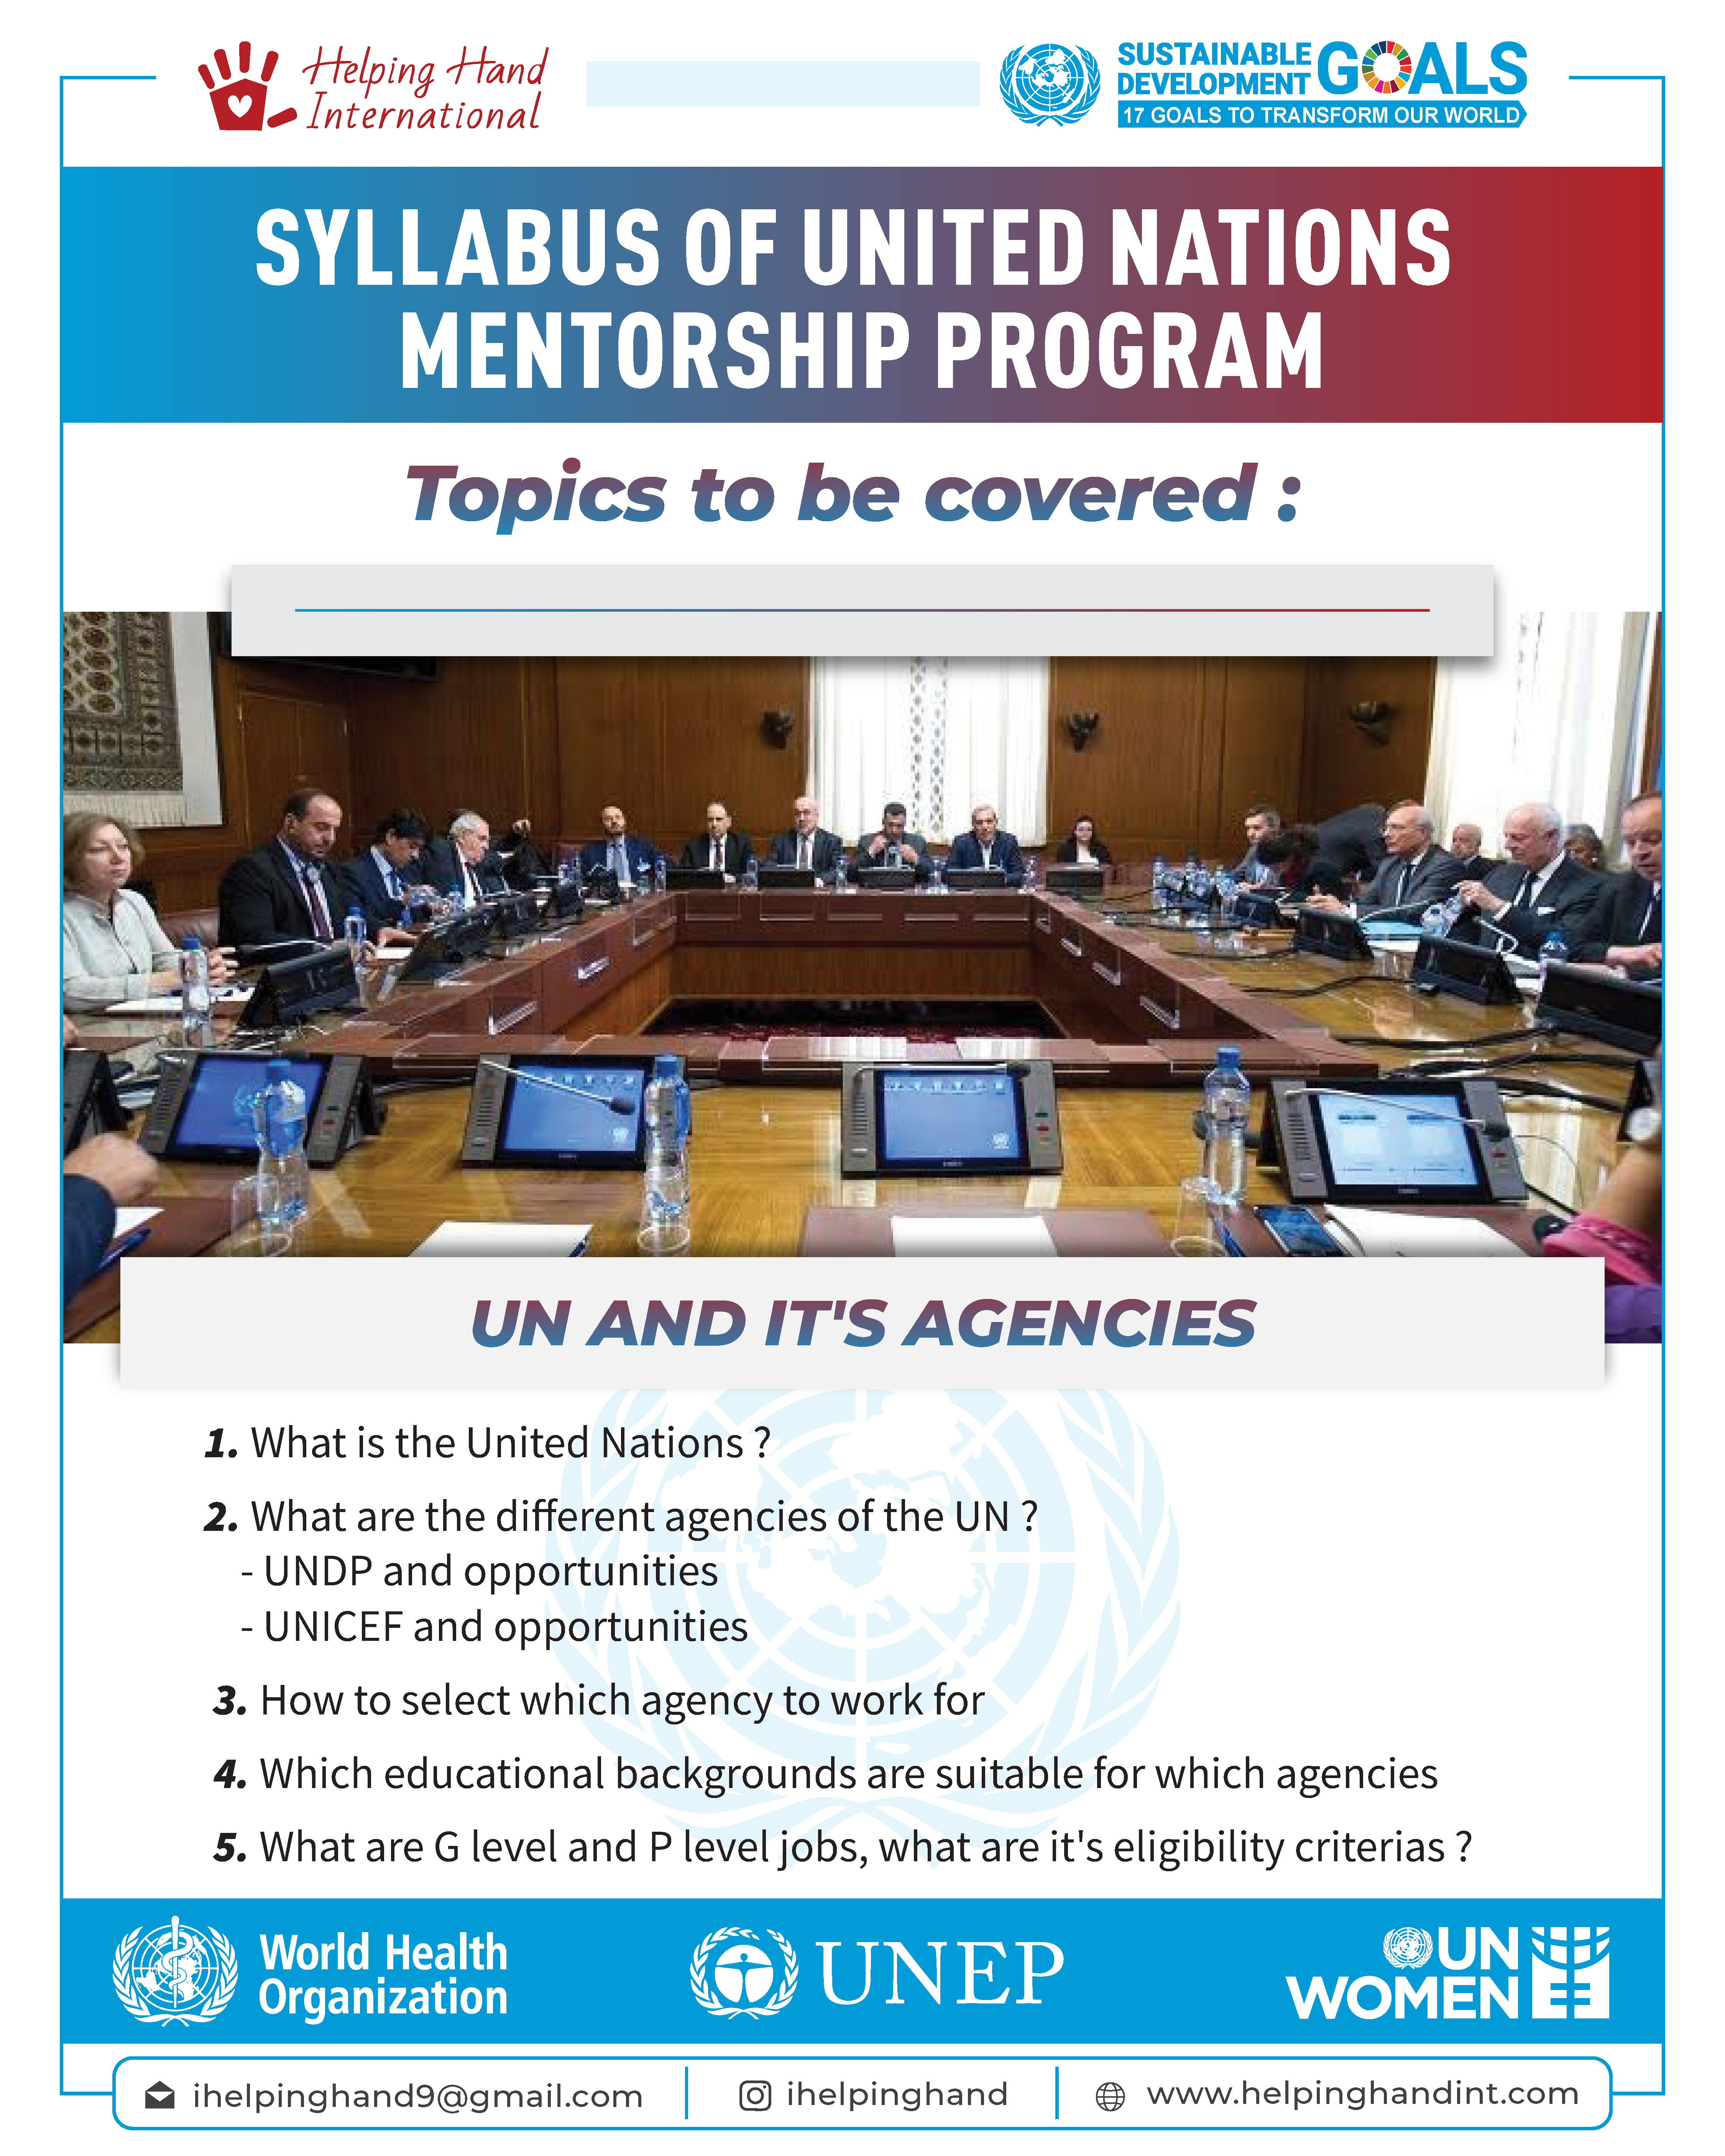 Helping Hand
International
SUSTAINABLE
DEVELOPMENT GOALS
17 GOALS TO TRANSFORM OUR WORLD
SYLLABUS OF UNITED NATIONS
MENTORSHIP PROGRAM
Topics to be covered :
UN AND IT'S AGENCIES
1. What is the United Nations ?
2. What are the different agencies of the UN ?
- UNDP and opportunities
- UNICEF and opportunities
3. How to select which agency to work for
4. Which educational backgrounds are suitable for which agencies
5. What are G level and P level jobs, what are it's eligibility criterias ?
World Health
Organization
UNEP
UN
WOMEN
ihelpinghand9@gmail.com
ihelpinghand
www.helpinghandint.com